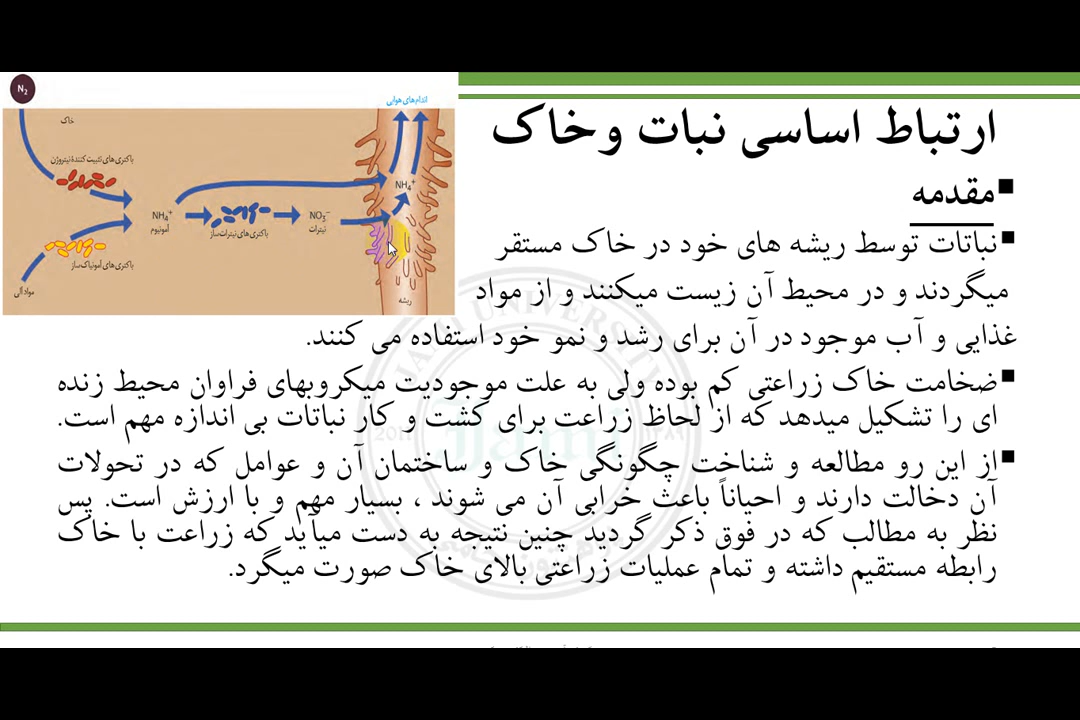 ارتباط اساسی نبات وخاک
مقدمه
نباتات توسط ریشه های خود در خاک مستقر
میگردند و در محیط آن زیست میکنند و از مواد
غذایی و آب موجود در آن برای رشد و نمو خود استفاده می کنند.
ضخامت خاک زراعتی کم بوده ولی به علت موجودیت میکروبهای فراوان محیط زنده
ای را تشکیل میدهد که از لحاظ زراعت برای کشت و کار نباتات بی اندازه مهم است.
از این رو مطالعه و شناخت چگونگی خاک و ساختمان آن و عوامل که در تحولات
آن دخالت دارند و احیاناً باعث خرابی آن می شوند ، بسیار مهم و با ارزش است. پس
نظر به مطالب که در فوق ذکر گردید چنین نتیجه به دست میآید که زراعت با خاک
رابطه مستقیم داشته و تمام عملیات زراعتی بالای خاک صورت میگرد.
N₂
اندام‌های هوایی
خاک
باکتری‌های تثبیت کنندهٔ نیتروژن
NH₄⁺
NH₄⁺
آمونیوم
باکتری‌های نیترات‌ساز
NO₃⁻
نیترات
باکتری‌های آمونیاک‌ساز
مواد آلی
ریشه
JAMI UNIVERSITY
Jami